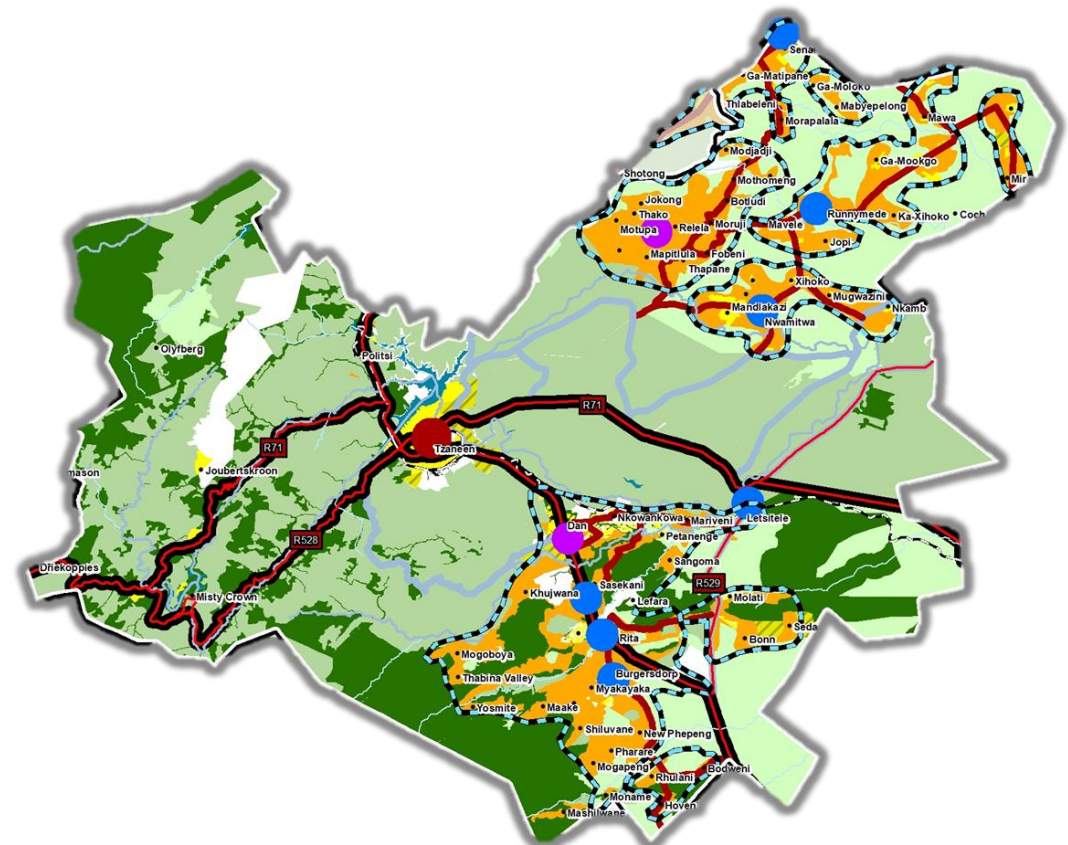 Sena
Ga-Matipane
Ga-Moloko
Thlabeleni
Mabyepelong
Morapalala
Mawa
Modjadji
Ga-Mookgo
Shotong
Mothomeng
Mir
Jokong
Botludi
Thako
Runnymede
Ka-Xihoko
Coch
Motupa
Relela
Moruji
Mavele
Jopi
Mapitlula
Fobeni
Thapane
Xihoko
Mugwazini
Mandlakazi
Nkamb
Nwamitwa
Olyfberg
Politsi
R71
R71
Tzaneen
mason
Joubertskroon
R528
Dan
Nkowankowa
Mariveni
Letsitele
Petanenge
Sangoma
Driekoppies
Misty Crown
Khujwana
Sasekani
R529
Lefara
Molati
Rita
Bonn
Seda
Mogoboya
Thabina Valley
Burgersdorp
Myakayaka
Yosmite
Maake
Shiluvane
New Phepeng
Pharare
Mogapeng
Rhulani
Bodweni
Moname
Hoven
Mashilwane